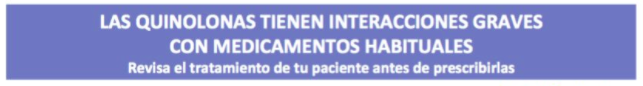 LAS QUINOLONAS TIENEN INTERACCIONES GRAVES
CON MEDICAMENTOS HABITUALES
Revisa el tratamiento de tu paciente antes de prescribirlas